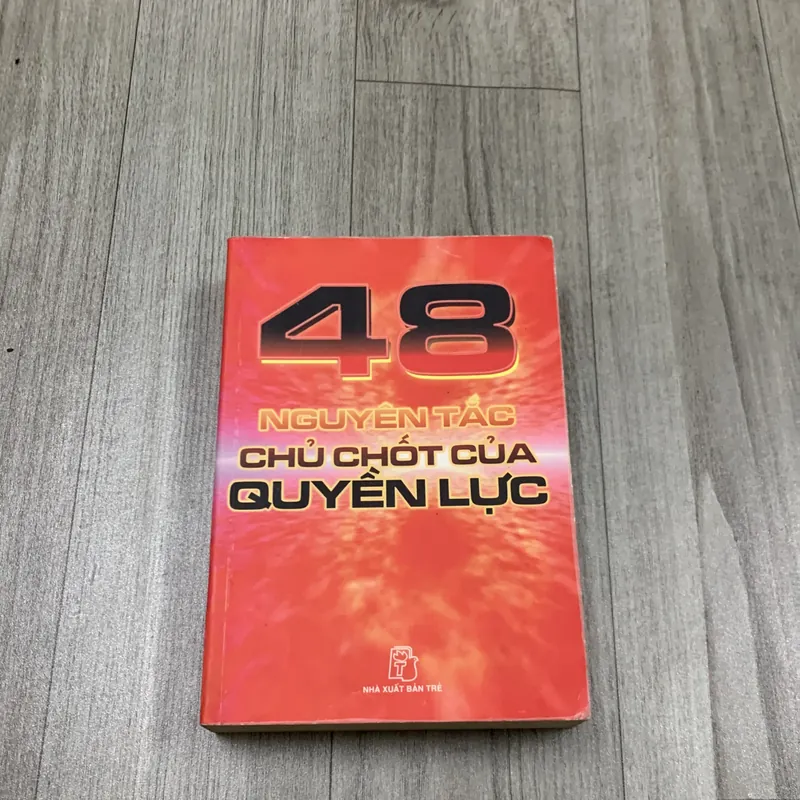 48
NGUYÊN TẮC
CHỦ CHỐT CỦA
QUYỀN LỰC
T
NHÀ XUẤT BẢN TRẺ